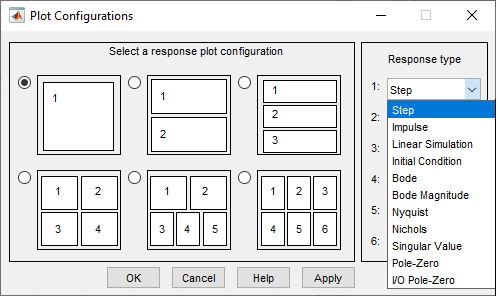 Plot Configurations
Select a response plot configuration
1
1
2
1
2
3
1 2
3 4
1 2
3 4 5
1 2 3
4 5 6
Response type
1: Step
2:
3:
4:
5:
6:
Step
Impulse
Linear Simulation
Initial Condition
Bode
Bode Magnitude
Nyquist
Nichols
Singular Value
Pole-Zero
I/O Pole-Zero
OK Cancel Help Apply